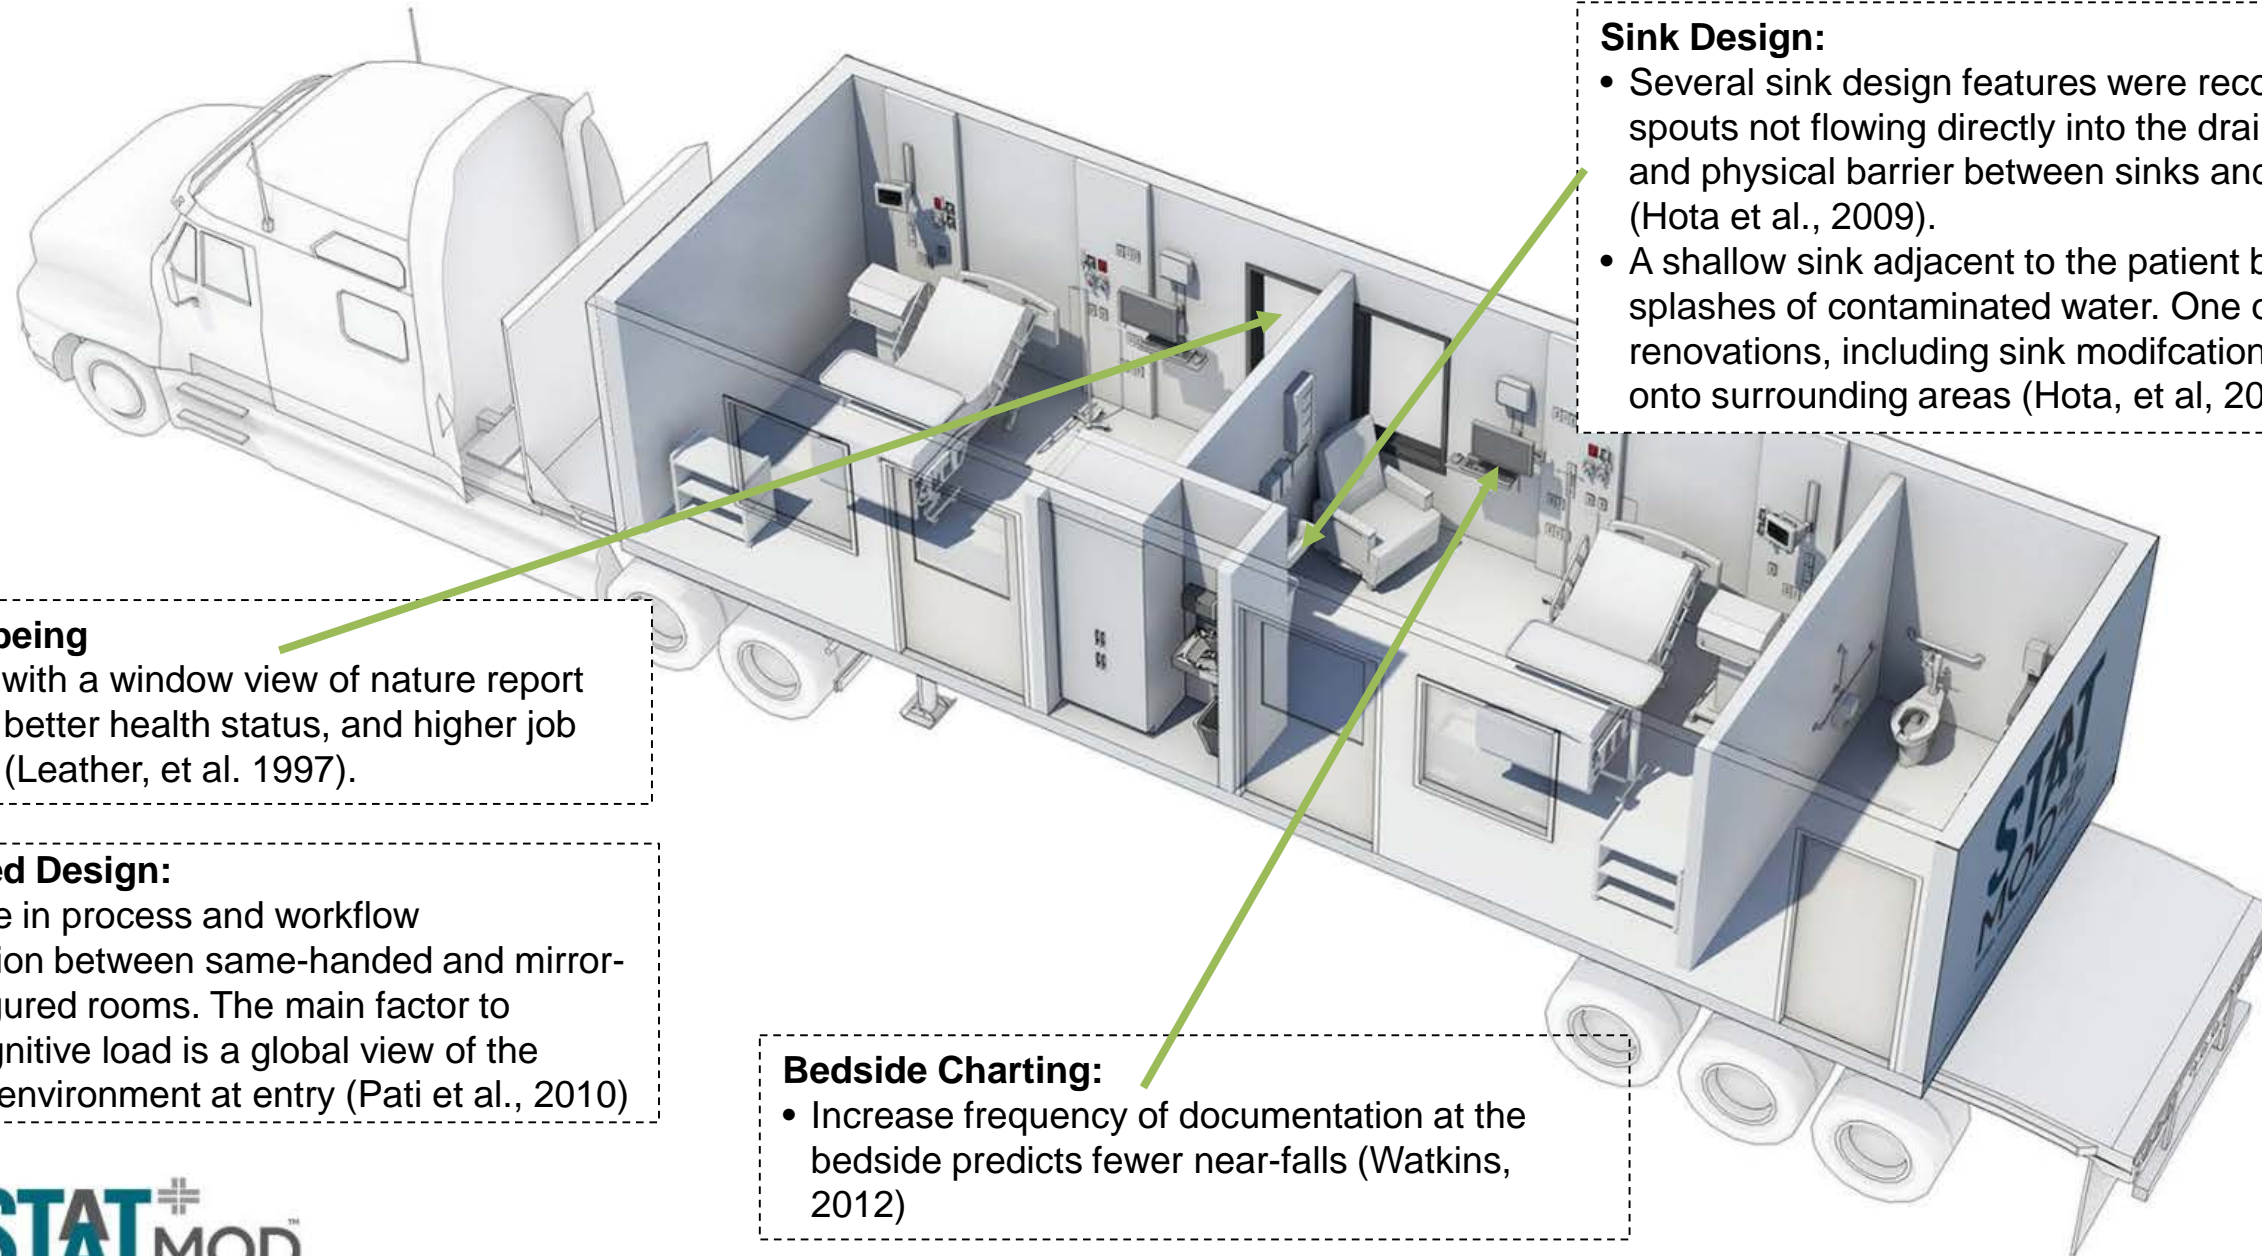 Sink Design:
• Several sink design features were reco
spouts not flowing directly into the drai
and physical barrier between sinks and
(Hota et al., 2009).
• A shallow sink adjacent to the patient b
splashes of contaminated water. One o
renovations, including sink modifcation
onto surrounding areas (Hota, et al, 20
being
with a window view of nature report
better health status, and higher job
(Leather, et al. 1997).
ed Design:
e in process and workflow
ion between same-handed and mirror-
gured rooms. The main factor to
gnitive load is a global view of the
environment at entry (Pati et al., 2010)
Bedside Charting:
• Increase frequency of documentation at the
bedside predicts fewer near-falls (Watkins,
2012)
STAT
MOD
STAT MOD™